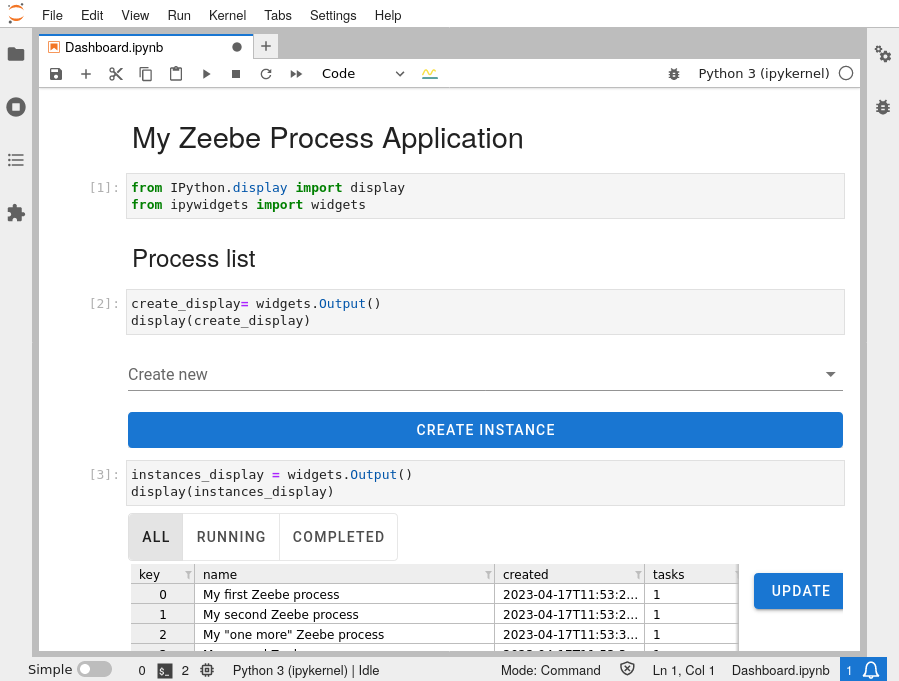 File Edit View Run Kernel Tabs Settings Help
Dashboard.ipynb
Code Python 3 (ipykernel)
My Zeebe Process Application
[1]: from IPython.display import display
from ipywidgets import widgets
Process list
[2]: create_display= widgets.Output()
display(create_display)
Create new
CREATE INSTANCE
[3]: instances_display = widgets.Output()
display(instances_display)
ALL RUNNING COMPLETED
key name created tasks
0 My first Zeebe process 2023-04-17T11:53:2... 1
UPDATE
1 My second Zeebe process 2023-04-17T11:53:2... 1
2 My "one more" Zeebe process 2023-04-17T11:53:3... 1
Simple 0 $_ 2 Python 3 (ipykernel) | Idle Mode: Command Ln 1, Col 1 Dashboard.ipynb 1